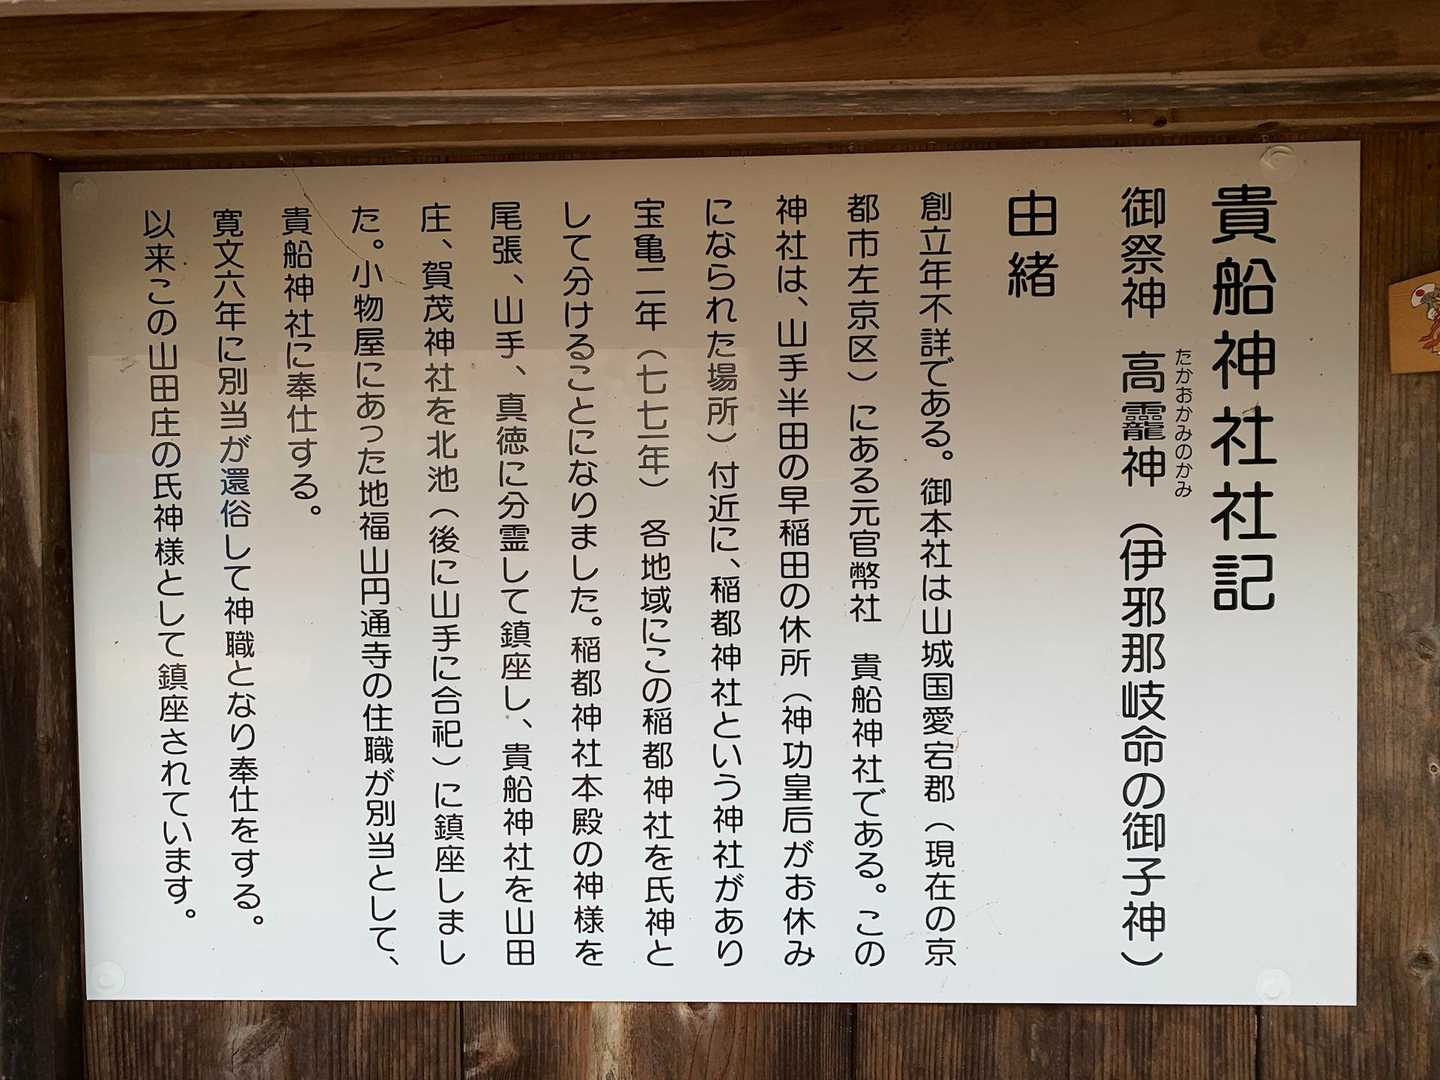 貴船神社社記
御祭神　高龗神（伊邪那岐命の御子神）
たかおかみのかみ
由緒
創立年不詳である。御本社は山城国愛宕郡（現在の京
都市左京区）にある元官幣社　貴船神社である。この
神社は、山手半田の早稲田の休所（神功皇后がお休み
になられた場所）付近に、稲都神社という神社があり
宝亀二年（七七一年）　各地域にこの稲都神社を氏神と
して分けることになりました。稲都神社本殿の神様を
尾張、山手、真徳に分霊して鎮座し、貴船神社を山田
庄、賀茂神社を北池（後に山手に合祀）に鎮座しまし
た。小物屋にあった地福山円通寺の住職が別当として、
貴船神社に奉仕する。
寛文六年に別当が還俗して神職となり奉仕をする。
以来この山田庄の氏神様として鎮座されています。